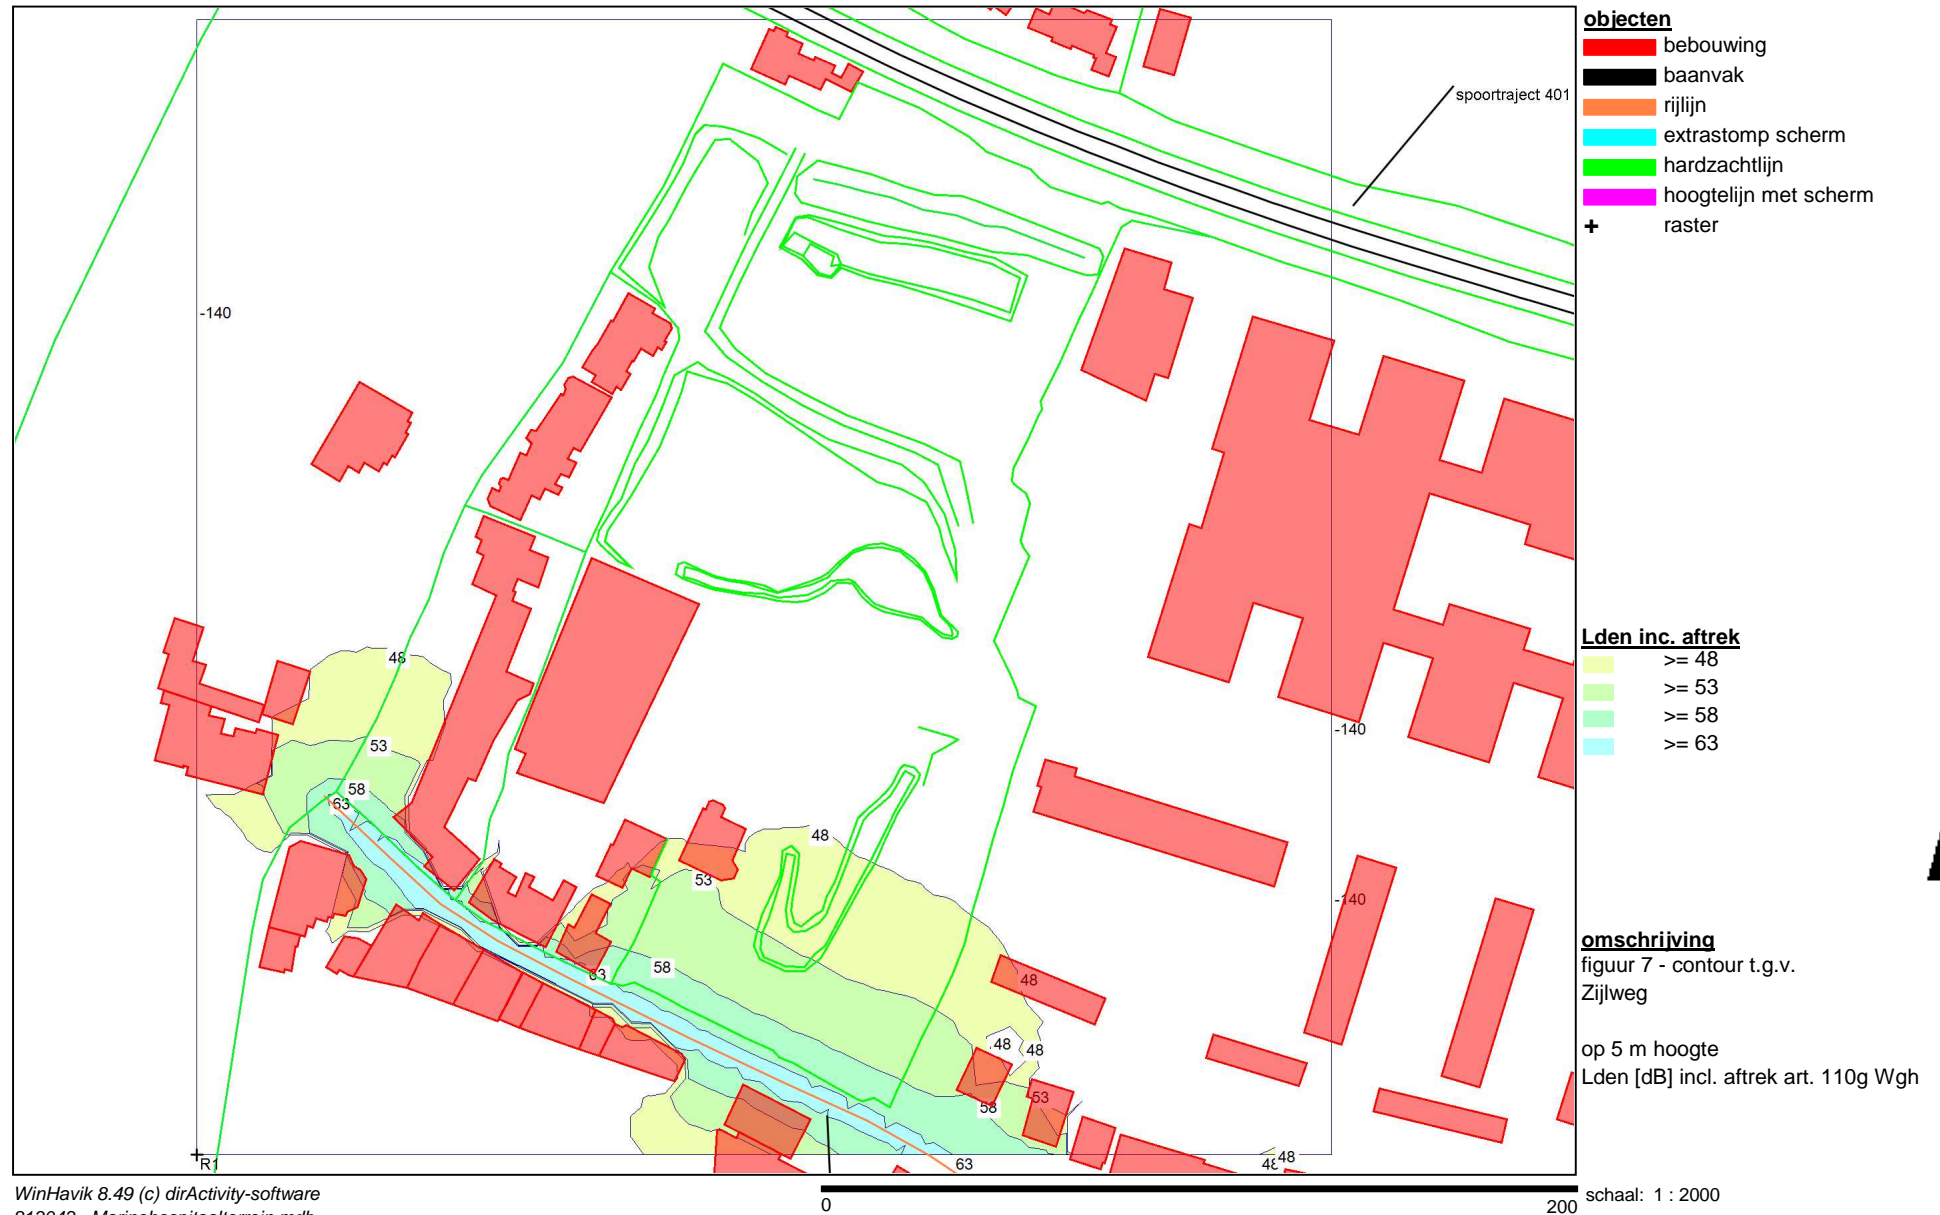 objecten
bebouwing
baanvak
rijlijn
extrastomp scherm
hardzachtlijn
hoogtelijn met scherm
+ raster
spoortraject 401
-140
-140
-140
48
53
58
63
48
53
58
63
48
48
48
53
58
63
48
48
R1
Lden inc. aftrek
>= 48
>= 53
>= 58
>= 63
omschrijving
figuur 7 - contour t.g.v.
Zijlweg
op 5 m hoogte
Lden [dB] incl. aftrek art. 110g Wgh
WinHavik 8.49 (c) dirActivity-software
0
200
schaal: 1 : 2000